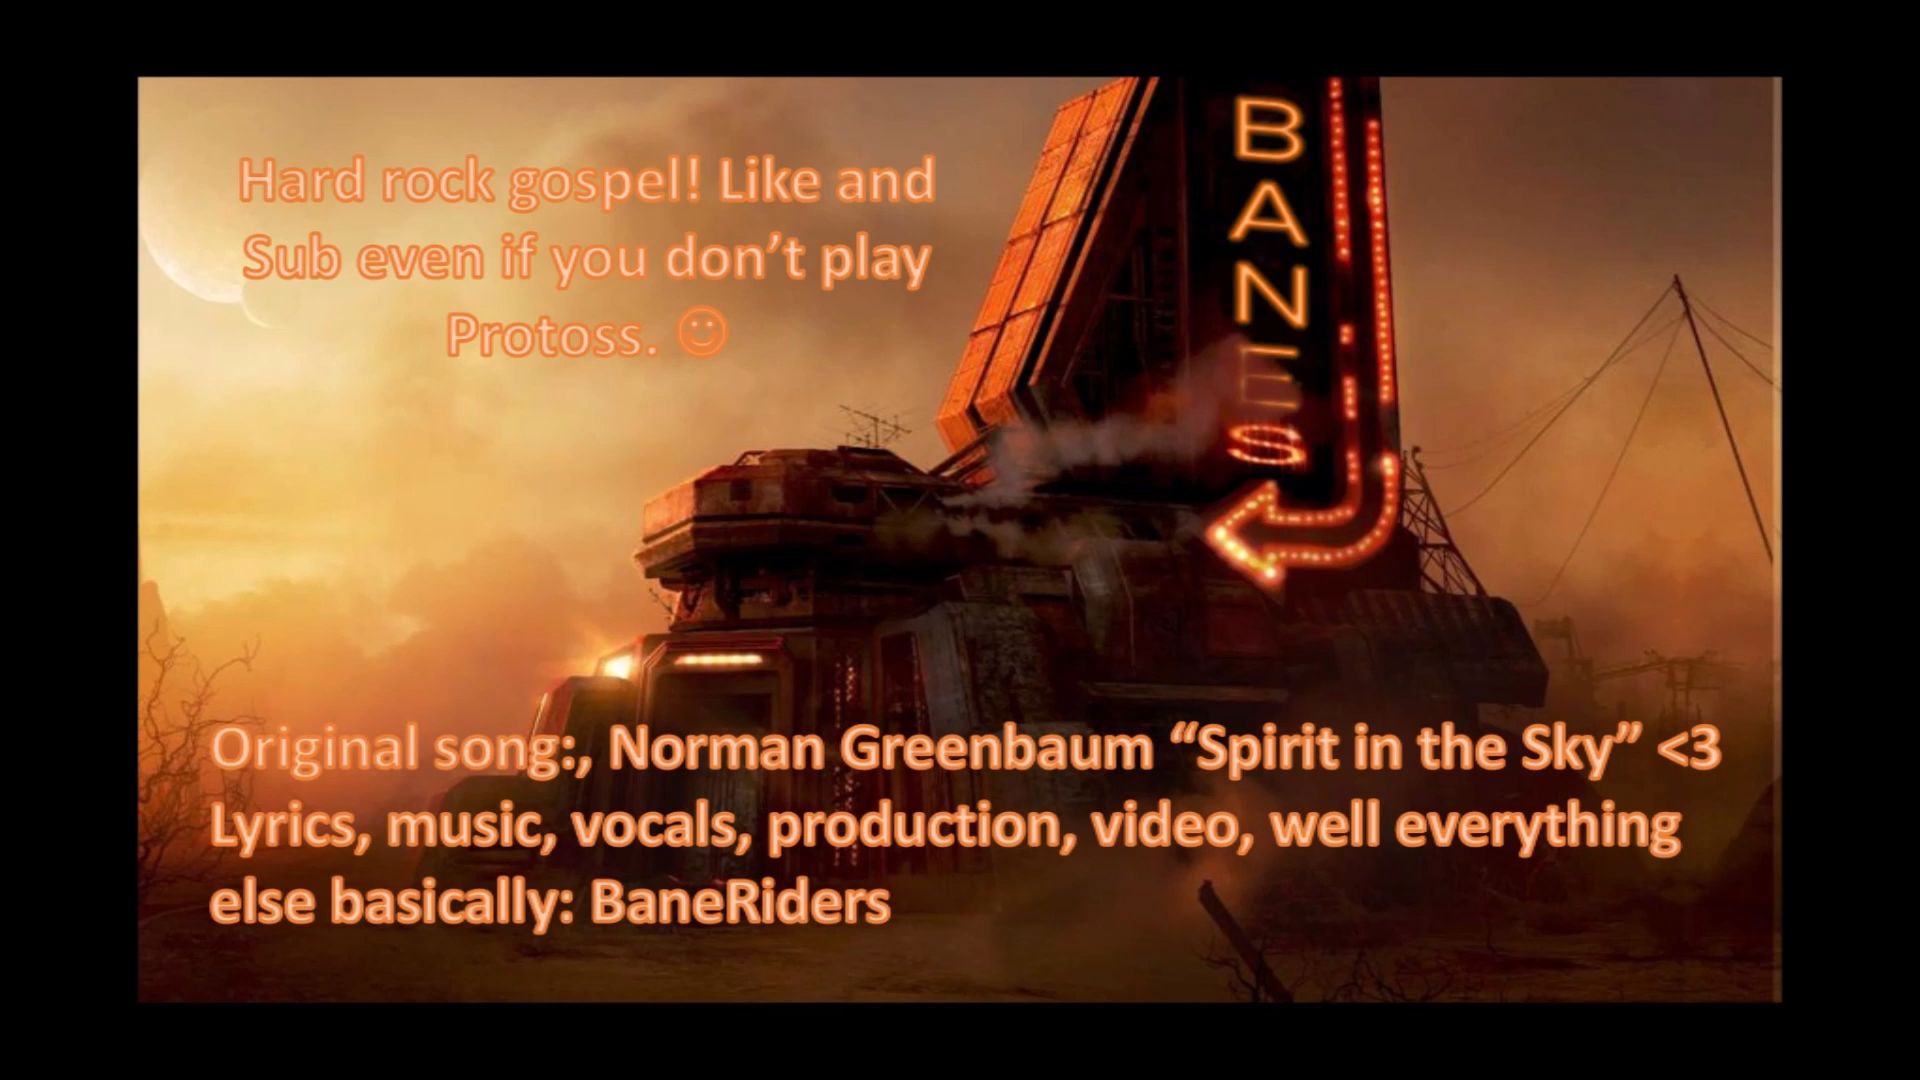 Hard rock gospel! Like and
Sub even if you don’t play
Protoss. ☺
BANES
Original song:, Norman Greenbaum “Spirit in the Sky” <3
Lyrics, music, vocals, production, video, well everything
else basically: BaneRiders